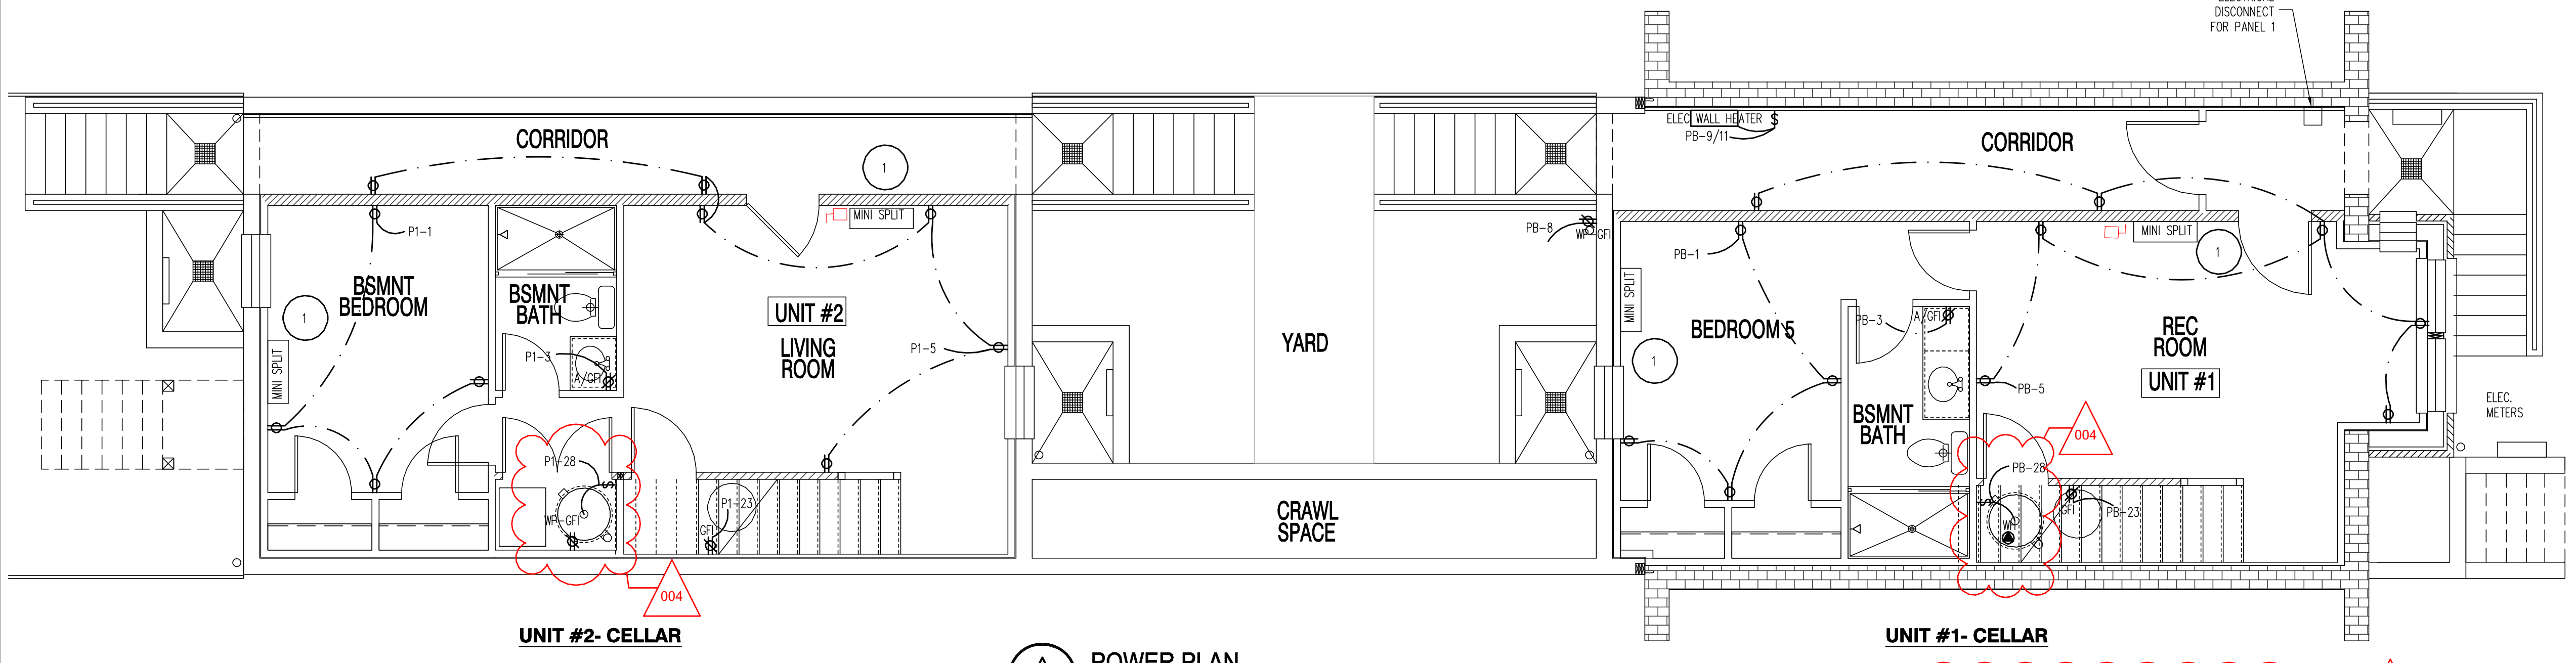 ELECTRICAL
DISCONNECT
FOR PANEL 1
CORRIDOR
1
MINI SPLIT
P1-1
BSMNT
BEDROOM
1
MINI SPLIT
BSMNT
BATH
P1-3
A/GFI
UNIT #2
LIVING
ROOM
P1-5
P1-28
WP-GFI
P1-23
GFI
004
UNIT #2- CELLAR
YARD
CRAWL
SPACE
POWER PLAN
ELEC WALL HEATER $
PB-9/11
CORRIDOR
PB-8
WP-GFI
PB-1
MINI SPLIT
1
BEDROOM 5
PB-3
A/GFI
BSMNT
BATH
MINI SPLIT
1
REC
ROOM
UNIT #1
PB-5
004
PB-28
WH
GFI
PB-23
ELEC.
METERS
UNIT #1- CELLAR